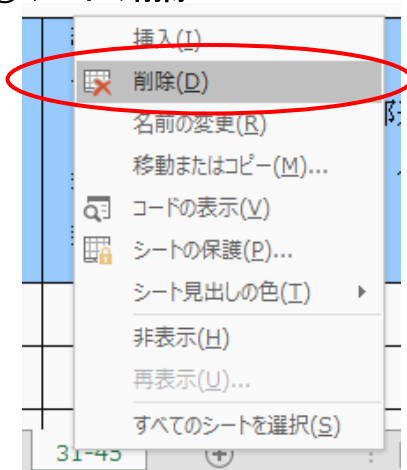 挿入(I)
削除(D)
名前の変更(R)
移動またはコピー(M)...
コードの表示(V)
シートの保護(P)...
シート見出しの色(T)
非表示(H)
再表示(U)...
すべてのシートを選択(S)
31-45